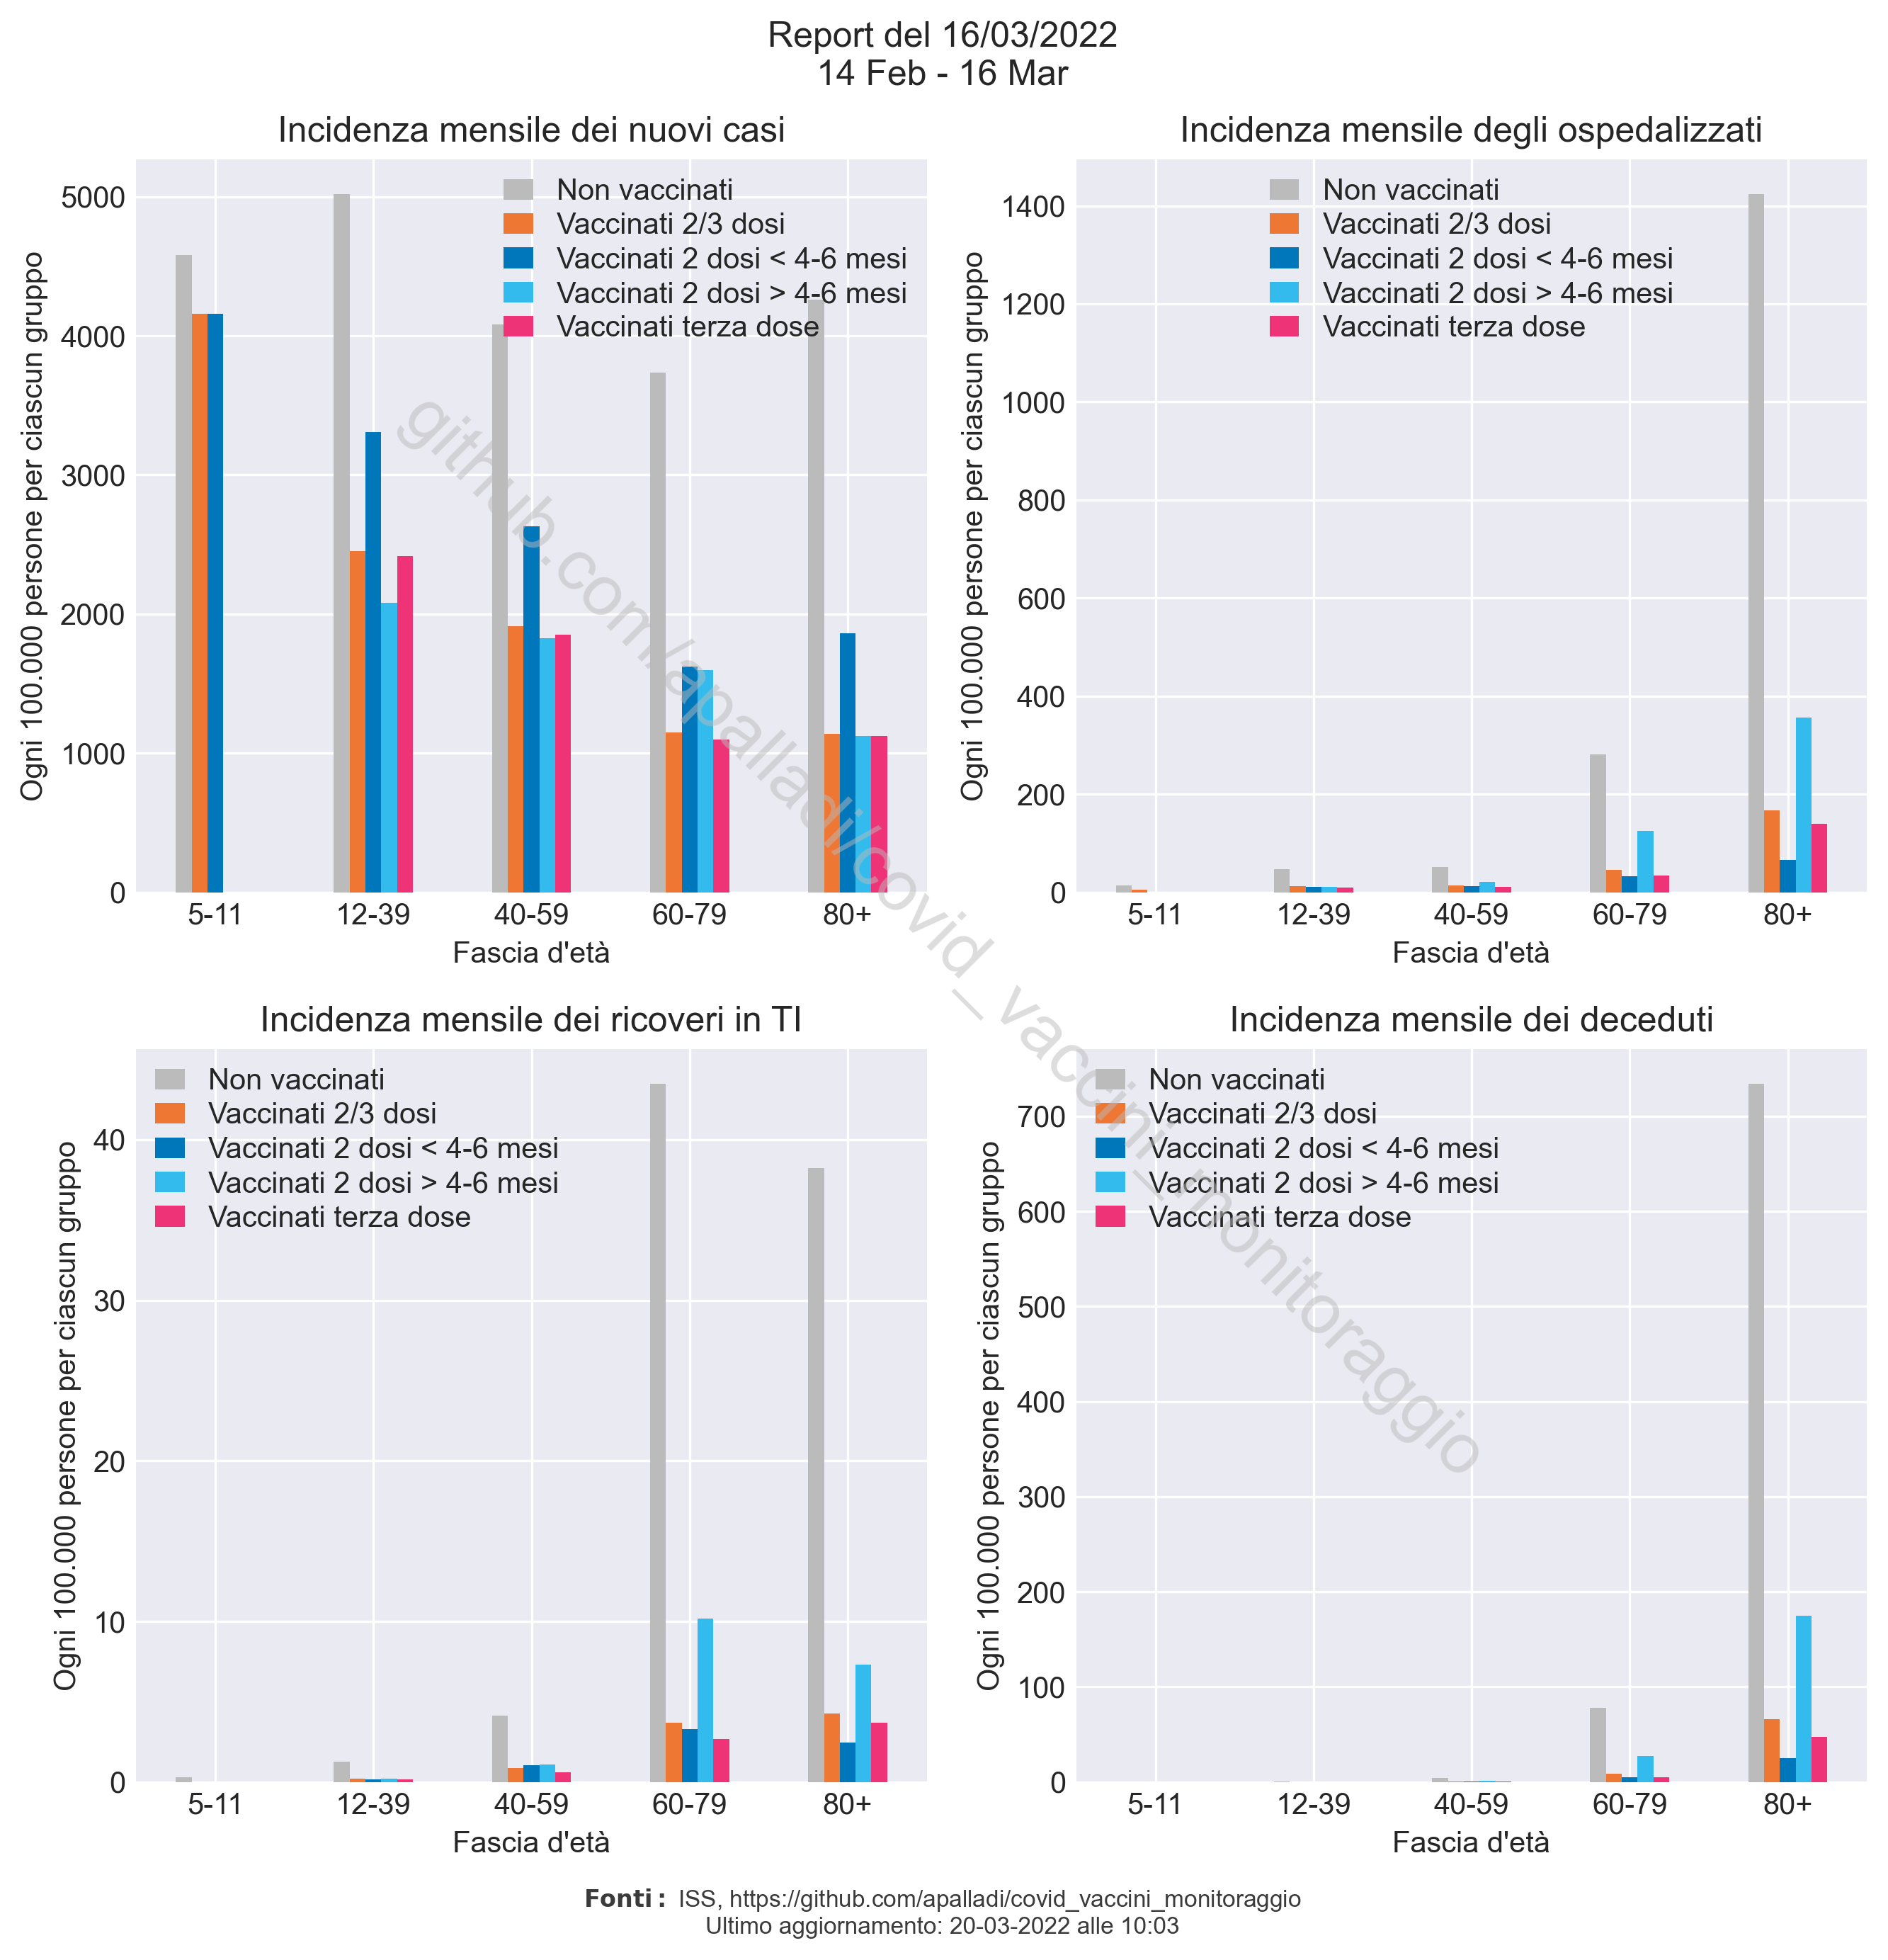 Report del 16/03/2022
14 Feb - 16 Mar
Incidenza mensile dei nuovi casi
Ogni 100.000 persone per ciascun gruppo
5000
4000
3000
2000
1000
0
Non vaccinati
Vaccinati 2/3 dosi
Vaccinati 2 dosi < 4-6 mesi
Vaccinati 2 dosi > 4-6 mesi
Vaccinati terza dose
5-11 12-39 40-59 60-79 80+
Fascia d'età
Incidenza mensile degli ospedalizzati
Ogni 100.000 persone per ciascun gruppo
1400
1200
1000
800
600
400
200
0
Non vaccinati
Vaccinati 2/3 dosi
Vaccinati 2 dosi < 4-6 mesi
Vaccinati 2 dosi > 4-6 mesi
Vaccinati terza dose
5-11 12-39 40-59 60-79 80+
Fascia d'età
Incidenza mensile dei ricoveri in TI
Ogni 100.000 persone per ciascun gruppo
40
30
20
10
0
Non vaccinati
Vaccinati 2/3 dosi
Vaccinati 2 dosi < 4-6 mesi
Vaccinati 2 dosi > 4-6 mesi
Vaccinati terza dose
5-11 12-39 40-59 60-79 80+
Fascia d'età
Incidenza mensile dei deceduti
Ogni 100.000 persone per ciascun gruppo
700
600
500
400
300
200
100
0
Non vaccinati
Vaccinati 2/3 dosi
Vaccinati 2 dosi < 4-6 mesi
Vaccinati 2 dosi > 4-6 mesi
Vaccinati terza dose
5-11 12-39 40-59 60-79 80+
Fascia d'età
github.com/apalladi/covid_vaccini_monitoraggio
Fonti: ISS, https://github.com/apalladi/covid_vaccini_monitoraggio
Ultimo aggiornamento: 20-03-2022 alle 10:03